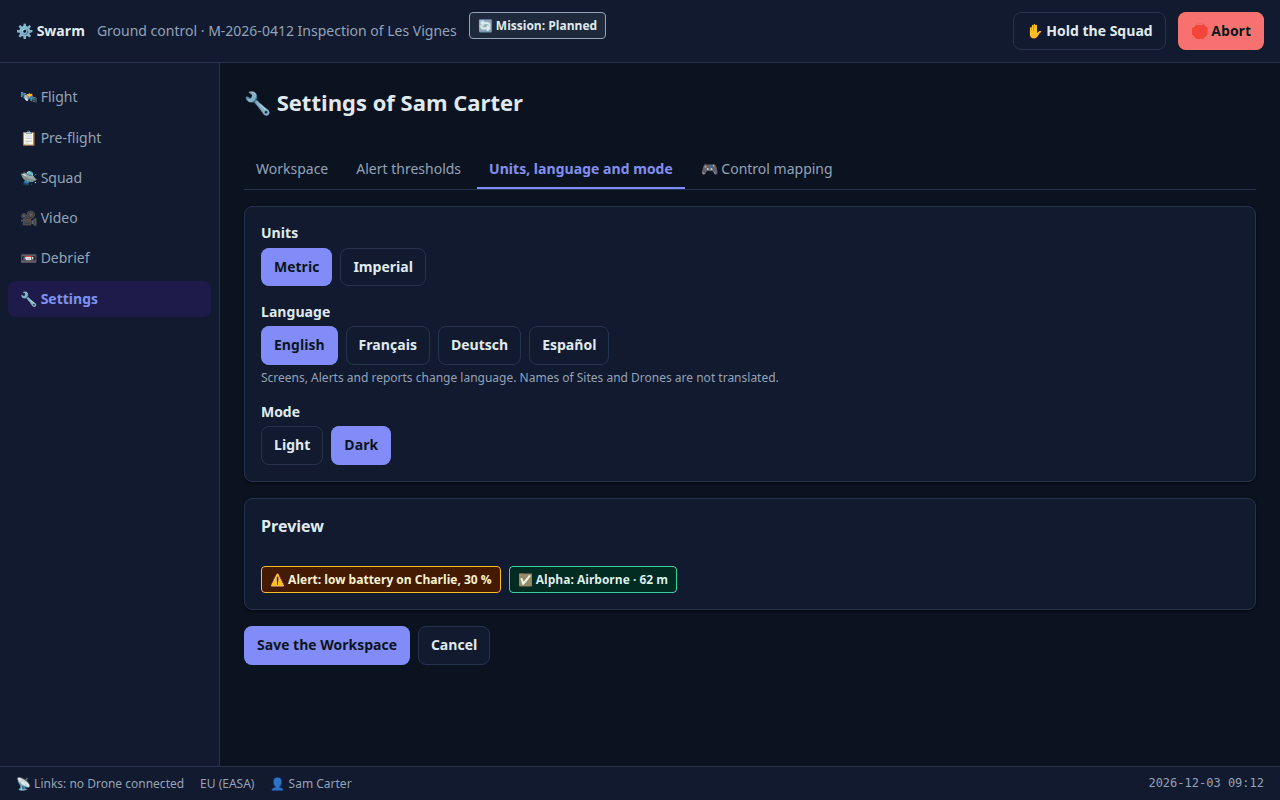 ⚙️ Swarm Ground control · M-2026-0412 Inspection of Les Vignes 🔄 Mission: Planned ✋ Hold the Squad 🛑 Abort
🛰️ Flight
📋 Pre-flight
🛸 Squad
🎥 Video
📼 Debrief
🔧 Settings
🔧 Settings of Sam Carter
Workspace Alert thresholds Units, language and mode 🎮 Control mapping
Units
Metric Imperial
Language
English Français Deutsch Español
Screens, Alerts and reports change language. Names of Sites and Drones are not translated.
Mode
Light Dark
Preview
⚠️ Alert: low battery on Charlie, 30 % ✅ Alpha: Airborne · 62 m
Save the Workspace Cancel
📡 Links: no Drone connected EU (EASA) 👤 Sam Carter 2026-12-03 09:12